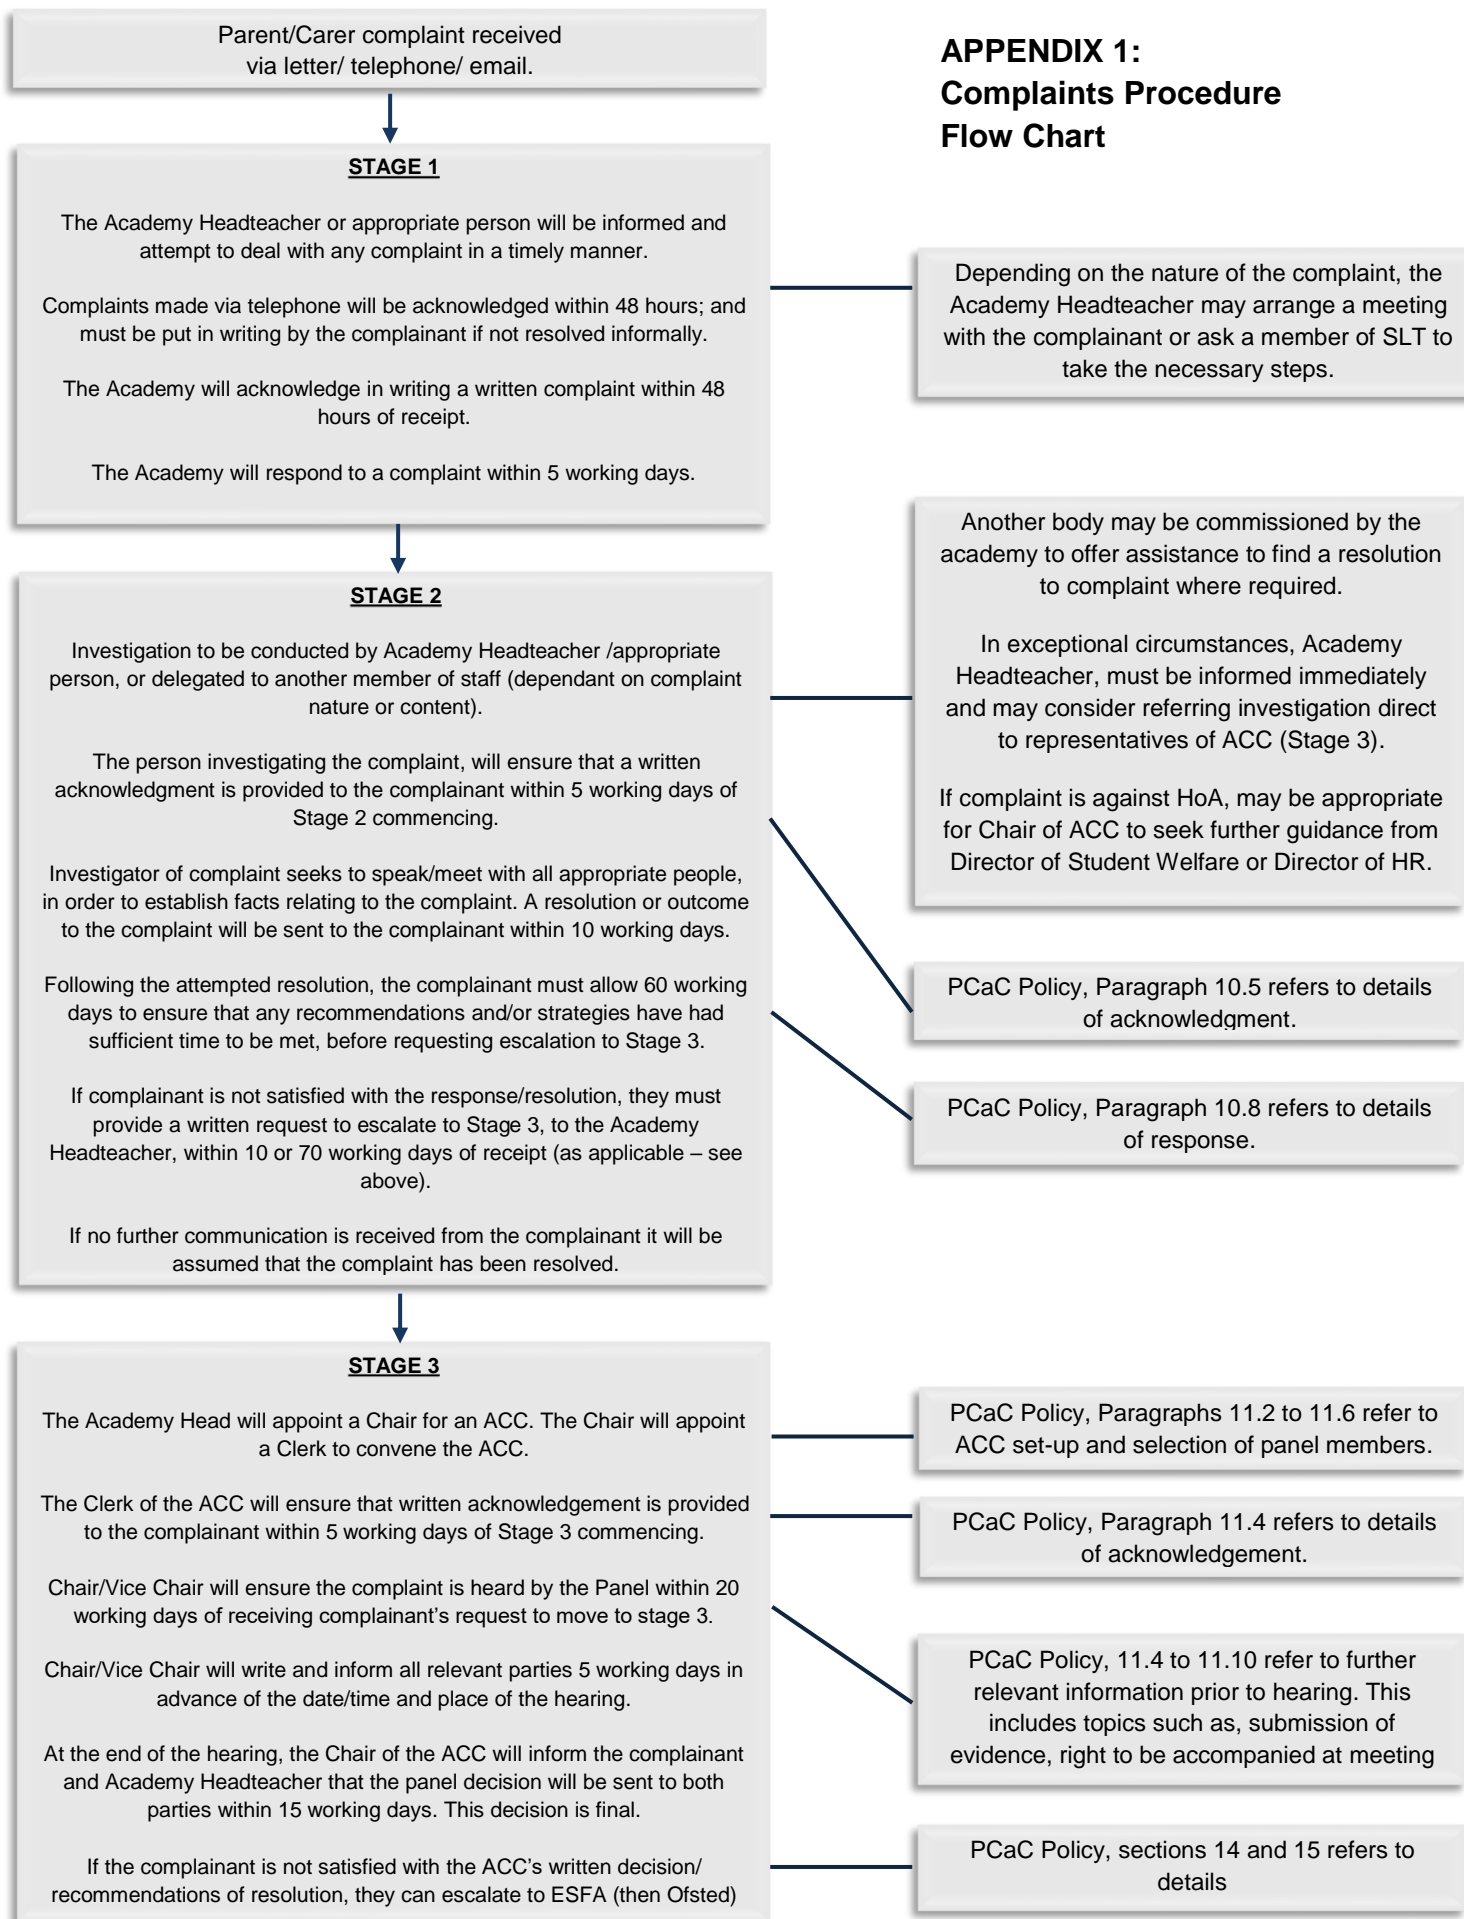 Parent/Carer complaint received
via letter/ telephone/ email.
APPENDIX 1:
Complaints Procedure
Flow Chart
STAGE 1
The Academy Headteacher or appropriate person will be informed and
attempt to deal with any complaint in a timely manner.
Complaints made via telephone will be acknowledged within 48 hours; and
must be put in writing by the complainant if not resolved informally.
The Academy will acknowledge in writing a written complaint within 48
hours of receipt.
The Academy will respond to a complaint within 5 working days.
Depending on the nature of the complaint, the
Academy Headteacher may arrange a meeting
with the complainant or ask a member of SLT to
take the necessary steps.
STAGE 2
Investigation to be conducted by Academy Headteacher /appropriate
person, or delegated to another member of staff (dependant on complaint
nature or content).
The person investigating the complaint, will ensure that a written
acknowledgment is provided to the complainant within 5 working days of
Stage 2 commencing.
Investigator of complaint seeks to speak/meet with all appropriate people,
in order to establish facts relating to the complaint. A resolution or outcome
to the complaint will be sent to the complainant within 10 working days.
Following the attempted resolution, the complainant must allow 60 working
days to ensure that any recommendations and/or strategies have had
sufficient time to be met, before requesting escalation to Stage 3.
If complainant is not satisfied with the response/resolution, they must
provide a written request to escalate to Stage 3, to the Academy
Headteacher, within 10 or 70 working days of receipt (as applicable – see
above).
If no further communication is received from the complainant it will be
assumed that the complaint has been resolved.
Another body may be commissioned by the
academy to offer assistance to find a resolution
to complaint where required.
In exceptional circumstances, Academy
Headteacher, must be informed immediately
and may consider referring investigation direct
to representatives of ACC (Stage 3).
If complaint is against HoA, may be appropriate
for Chair of ACC to seek further guidance from
Director of Student Welfare or Director of HR.
PCaC Policy, Paragraph 10.5 refers to details
of acknowledgment.
PCaC Policy, Paragraph 10.8 refers to details
of response.
STAGE 3
The Academy Head will appoint a Chair for an ACC. The Chair will appoint
a Clerk to convene the ACC.
The Clerk of the ACC will ensure that written acknowledgement is provided
to the complainant within 5 working days of Stage 3 commencing.
Chair/Vice Chair will ensure the complaint is heard by the Panel within 20
working days of receiving complainant’s request to move to stage 3.
Chair/Vice Chair will write and inform all relevant parties 5 working days in
advance of the date/time and place of the hearing.
At the end of the hearing, the Chair of the ACC will inform the complainant
and Academy Headteacher that the panel decision will be sent to both
parties within 15 working days. This decision is final.
If the complainant is not satisfied with the ACC’s written decision/
recommendations of resolution, they can escalate to ESFA (then Ofsted)
PCaC Policy, Paragraphs 11.2 to 11.6 refer to
ACC set-up and selection of panel members.
PCaC Policy, Paragraph 11.4 refers to details
of acknowledgement.
PCaC Policy, 11.4 to 11.10 refer to further
relevant information prior to hearing. This
includes topics such as, submission of
evidence, right to be accompanied at meeting
PCaC Policy, sections 14 and 15 refers to
details